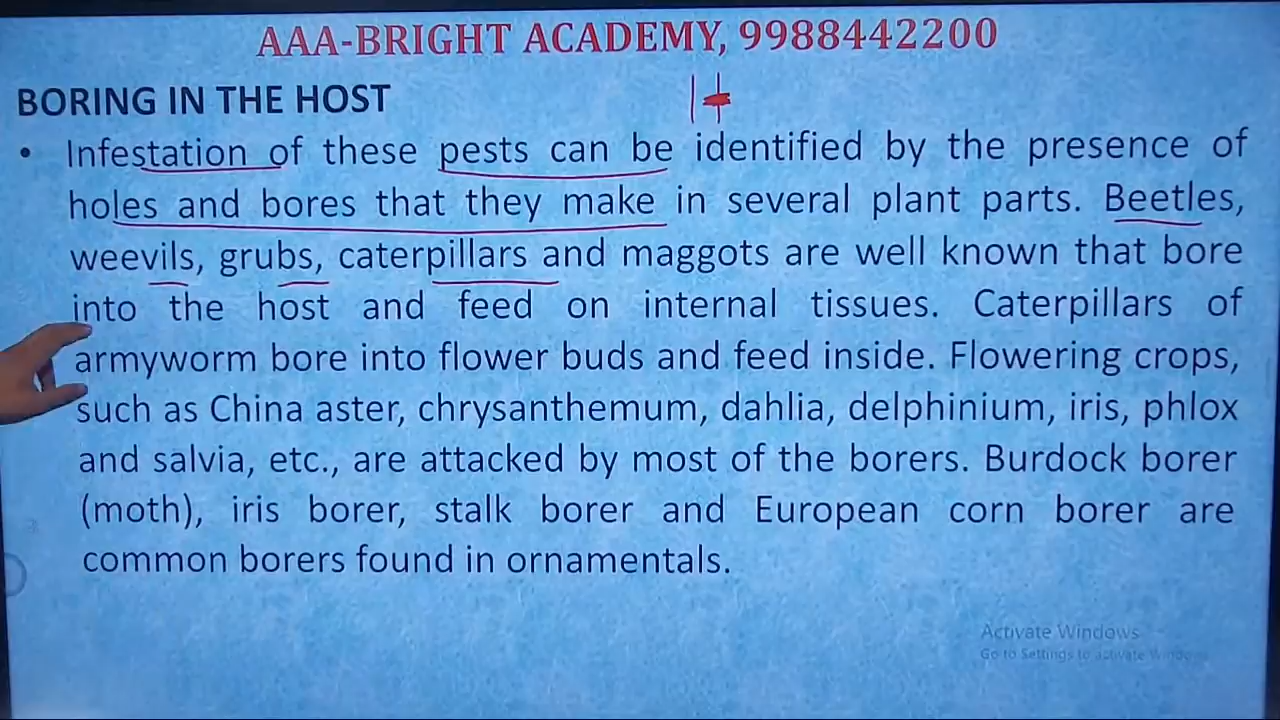 AAA-BRIGHT ACADEMY, 9988442200
BORING IN THE HOST
• Infestation of these pests can be identified by the presence of
holes and bores that they make in several plant parts. Beetles,
weevils, grubs, caterpillars and maggots are well known that bore
into the host and feed on internal tissues. Caterpillars of
armyworm bore into flower buds and feed inside. Flowering crops,
such as China aster, chrysanthemum, dahlia, delphinium, iris, phlox
and salvia, etc., are attacked by most of the borers. Burdock borer
(moth), iris borer, stalk borer and European corn borer are
common borers found in ornamentals.
Activate Windows
Go to Settings to activate Windows